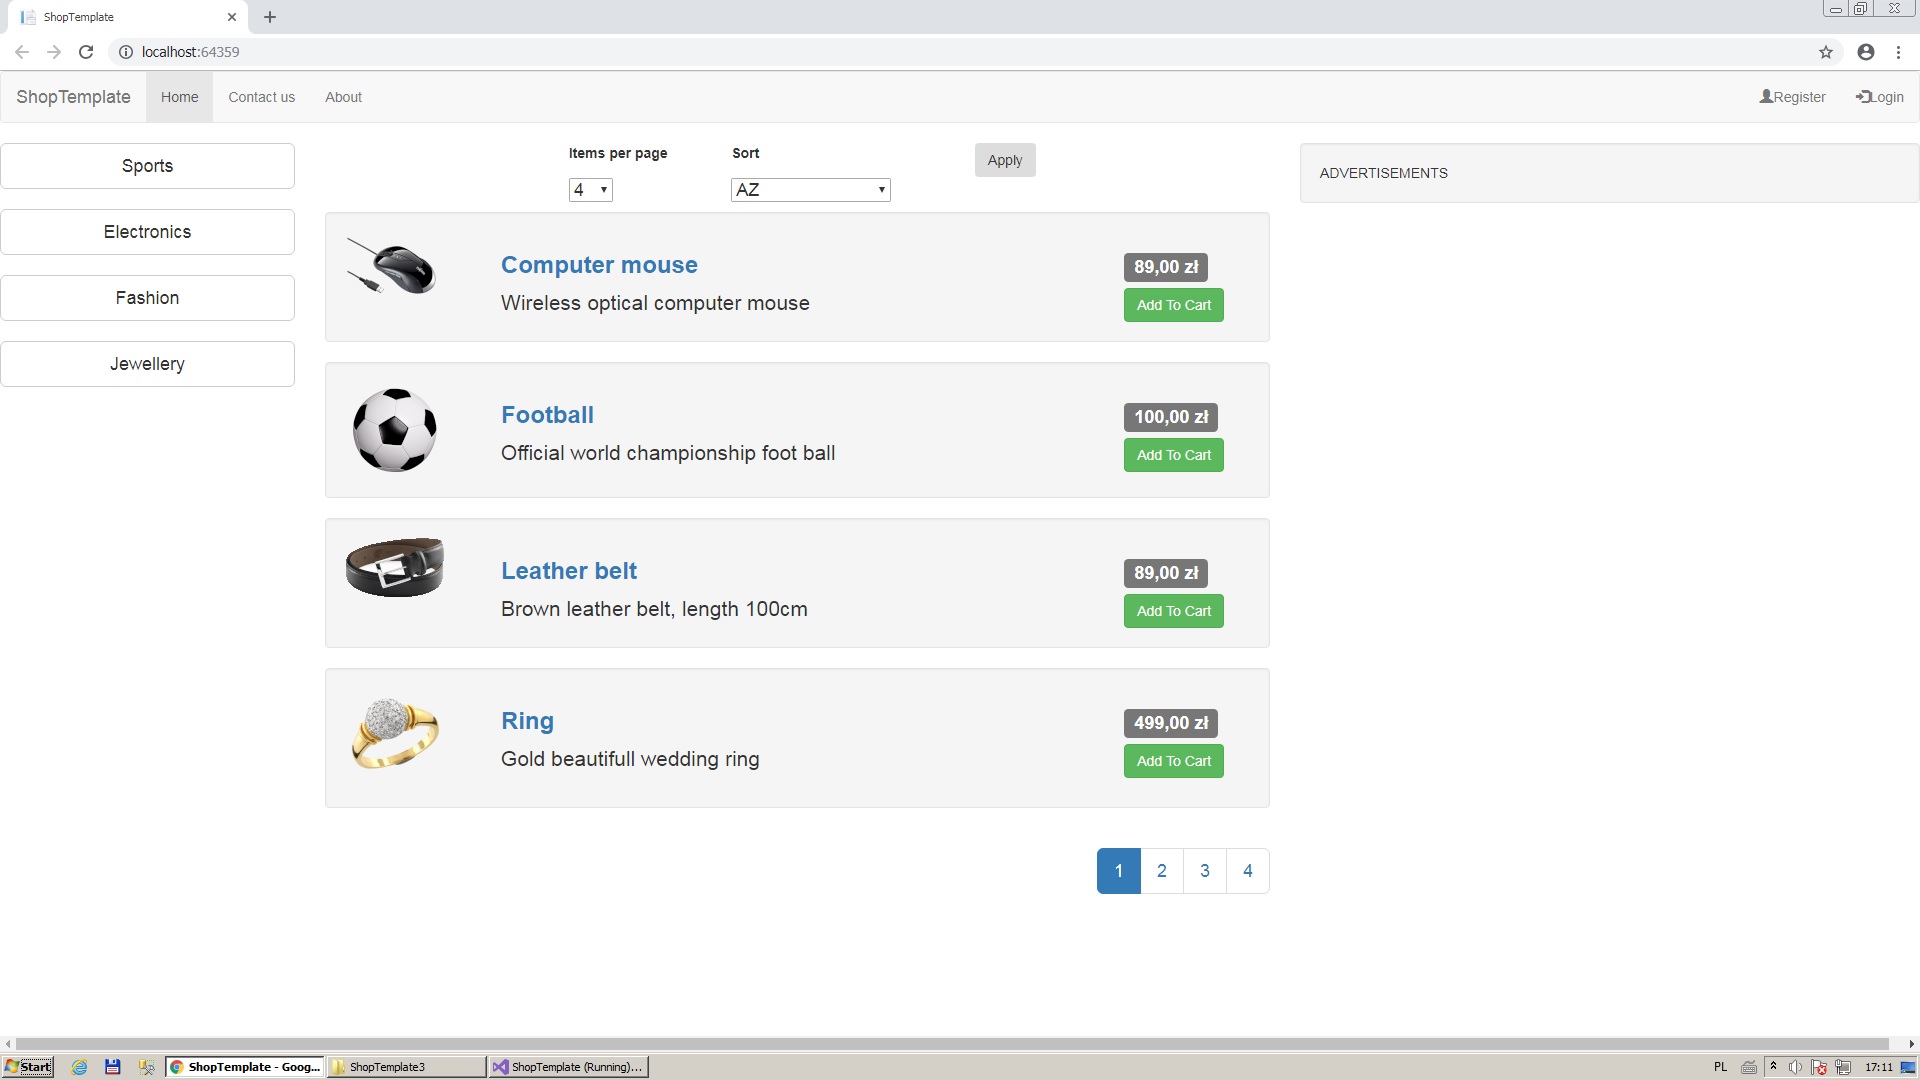 ShopTemplate
localhost:64359
ShopTemplate Home Contact us About Register Login
Sports
Electronics
Fashion
Jewellery
Items per page Sort Apply
4 AZ
Computer mouse
Wireless optical computer mouse
89,00 zł
Add To Cart
Football
Official world championship foot ball
100,00 zł
Add To Cart
Leather belt
Brown leather belt, length 100cm
89,00 zł
Add To Cart
Ring
Gold beautifull wedding ring
499,00 zł
Add To Cart
1 2 3 4
ADVERTISEMENTS
Start ShopTemplate - Goog... ShopTemplate3 ShopTemplate (Running)... PL 17:11